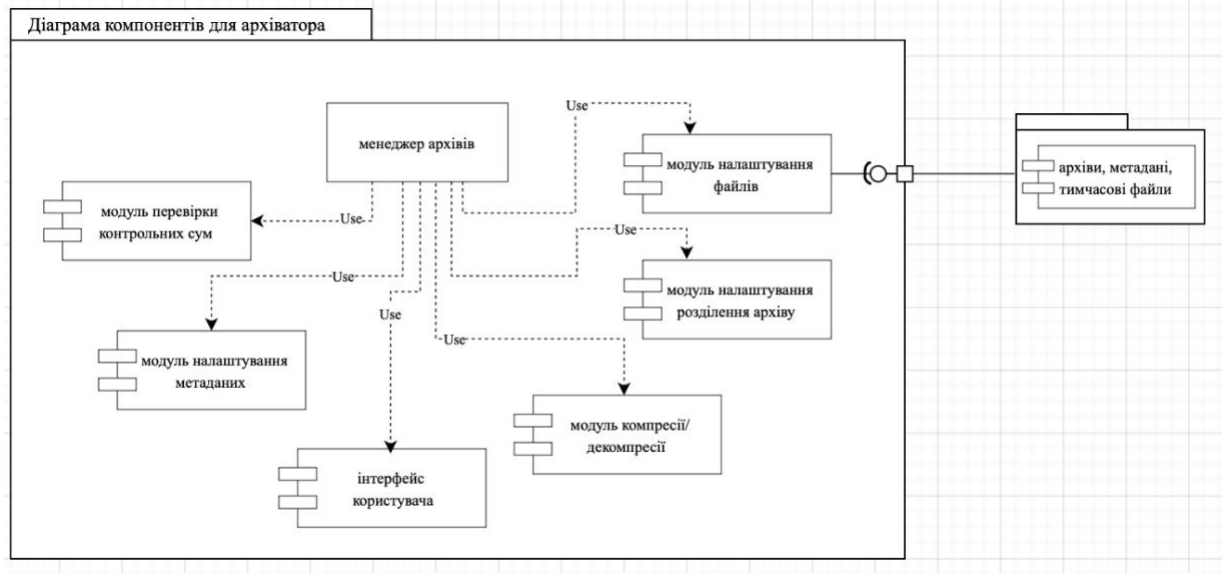 Діаграма компонентів для архіватора
менеджер архівів
Use
модуль налаштування
файлів
архіви, метадані,
тимчасові файли
модуль перевірки
контрольних сум
Use
Use
модуль налаштування
розділення архіву
Use
Use
Use
модуль налаштування
метаданих
модуль компресії/
декомпресії
інтерфейс
користувача